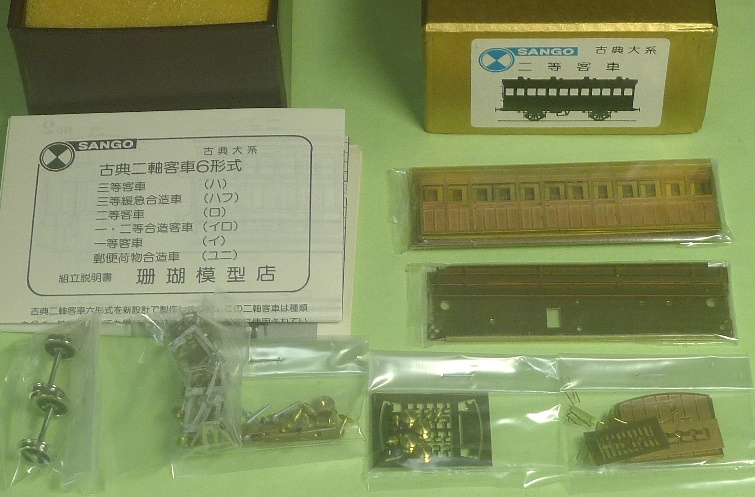 SANGO 古典大系
二等客車
SANGO 古典大系
古典二軸客車6形式
三等客車 (ハ)
三等緩急合造車 (ハフ)
二等客車 (ロ)
一・二等合造客車 (イロ)
一等客車 (イ)
郵便荷物合造車 (ユニ)
組立説明書 珊瑚模型店
古典二軸客車六形式を新設計で製作し
この二軸客車は種類